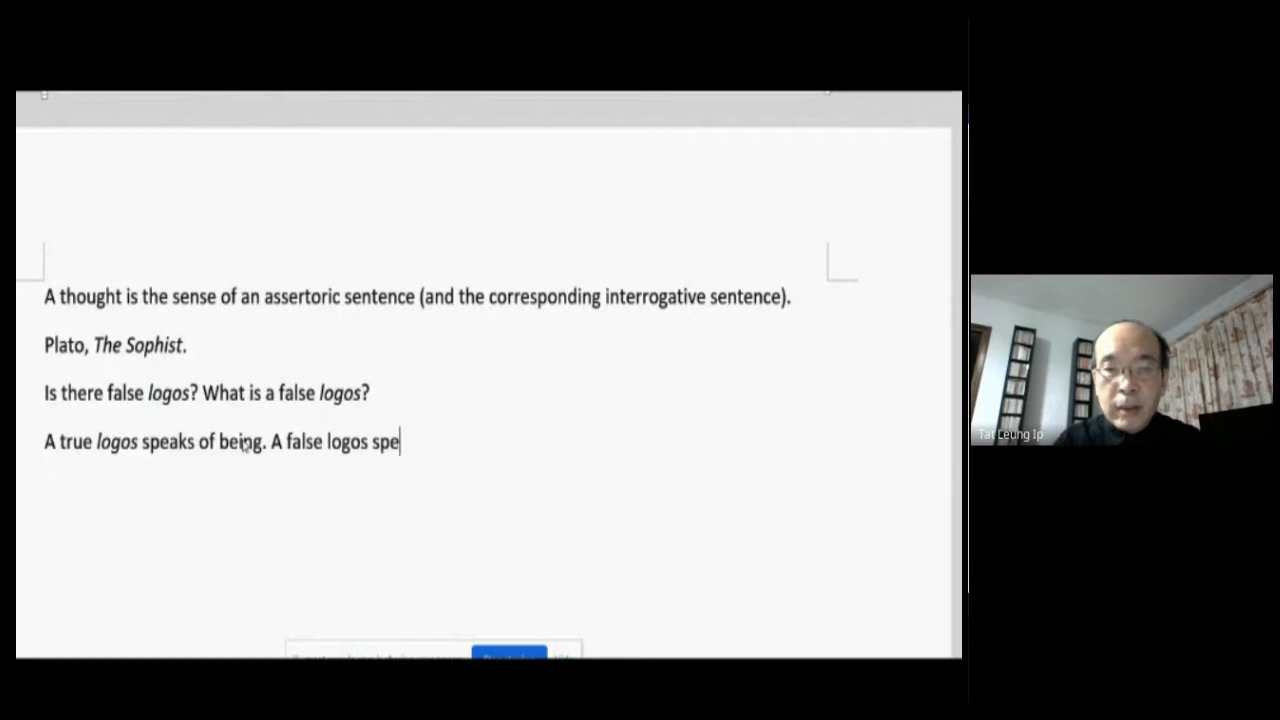 A thought is the sense of an assertoric sentence (and the corresponding interrogative sentence).
Plato, The Sophist.
Is there false logos? What is a false logos?
A true logos speaks of being. A false logos spe
Tat Leung Ip